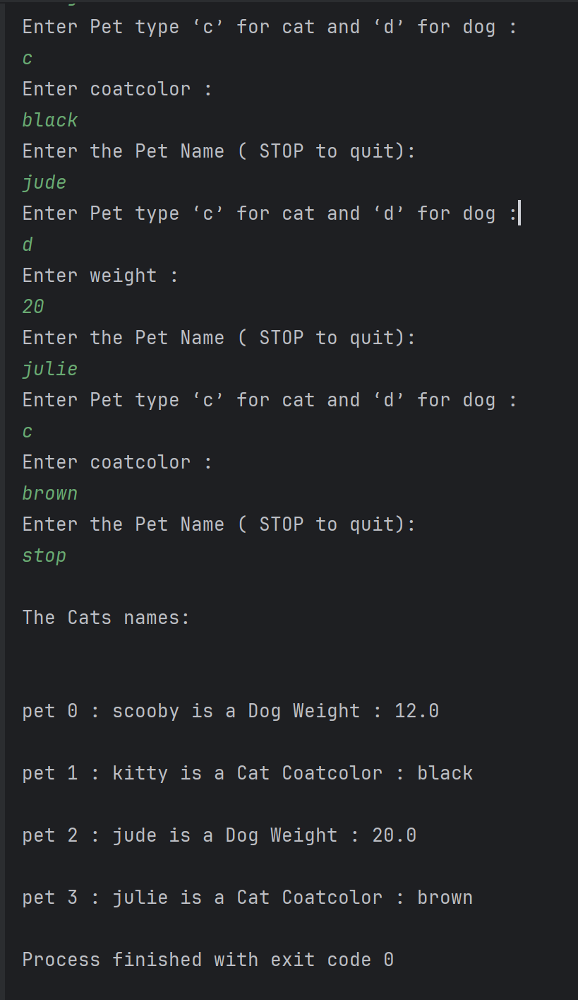 Enter Pet type ‘c’ for cat and ‘d’ for dog :
c
Enter coatcolor :
black
Enter the Pet Name ( STOP to quit):
jude
Enter Pet type ‘c’ for cat and ‘d’ for dog :
d
Enter weight :
20
Enter the Pet Name ( STOP to quit):
julie
Enter Pet type ‘c’ for cat and ‘d’ for dog :
c
Enter coatcolor :
brown
Enter the Pet Name ( STOP to quit):
stop
The Cats names:
pet 0 : scooby is a Dog Weight : 12.0
pet 1 : kitty is a Cat Coatcolor : black
pet 2 : jude is a Dog Weight : 20.0
pet 3 : julie is a Cat Coatcolor : brown
Process finished with exit code 0